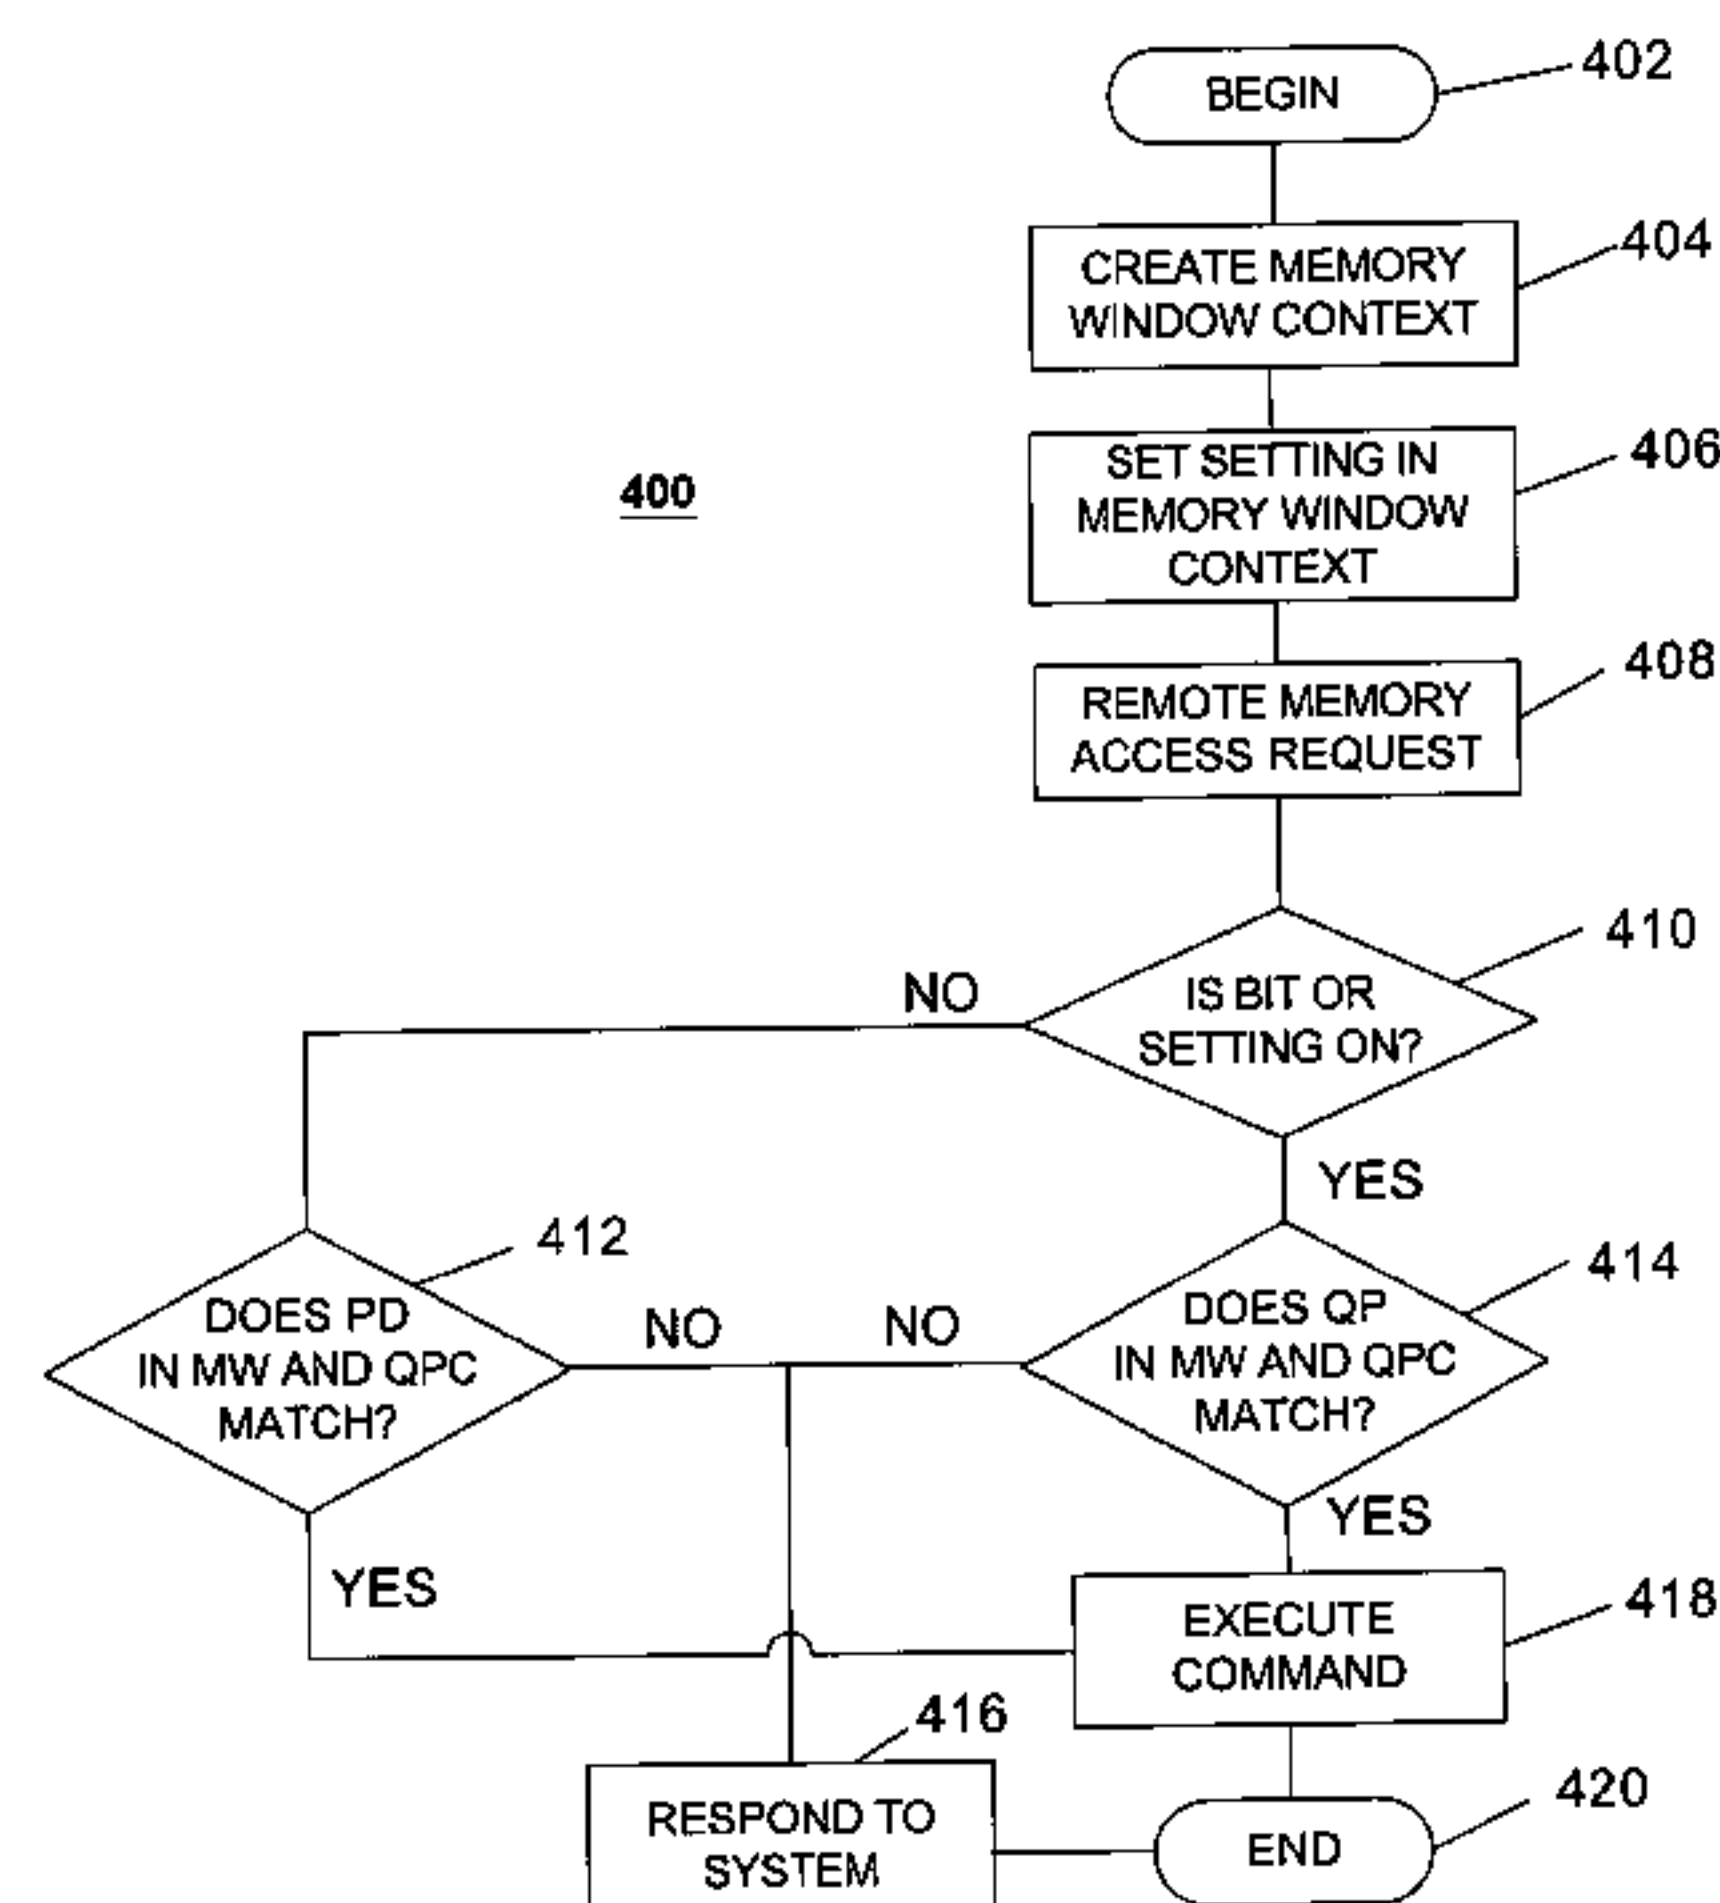 BEGIN
402
CREATE MEMORY
WINDOW CONTEXT
404
400
SET SETTING IN
MEMORY WINDOW
CONTEXT
406
REMOTE MEMORY
ACCESS REQUEST
408
IS BIT OR
SETTING ON?
410
NO
YES
DOES PD
IN MW AND QPC
MATCH?
412
NO
NO
DOES QP
IN MW AND QPC
MATCH?
414
YES
YES
EXECUTE
COMMAND
418
RESPOND TO
SYSTEM
416
END
420